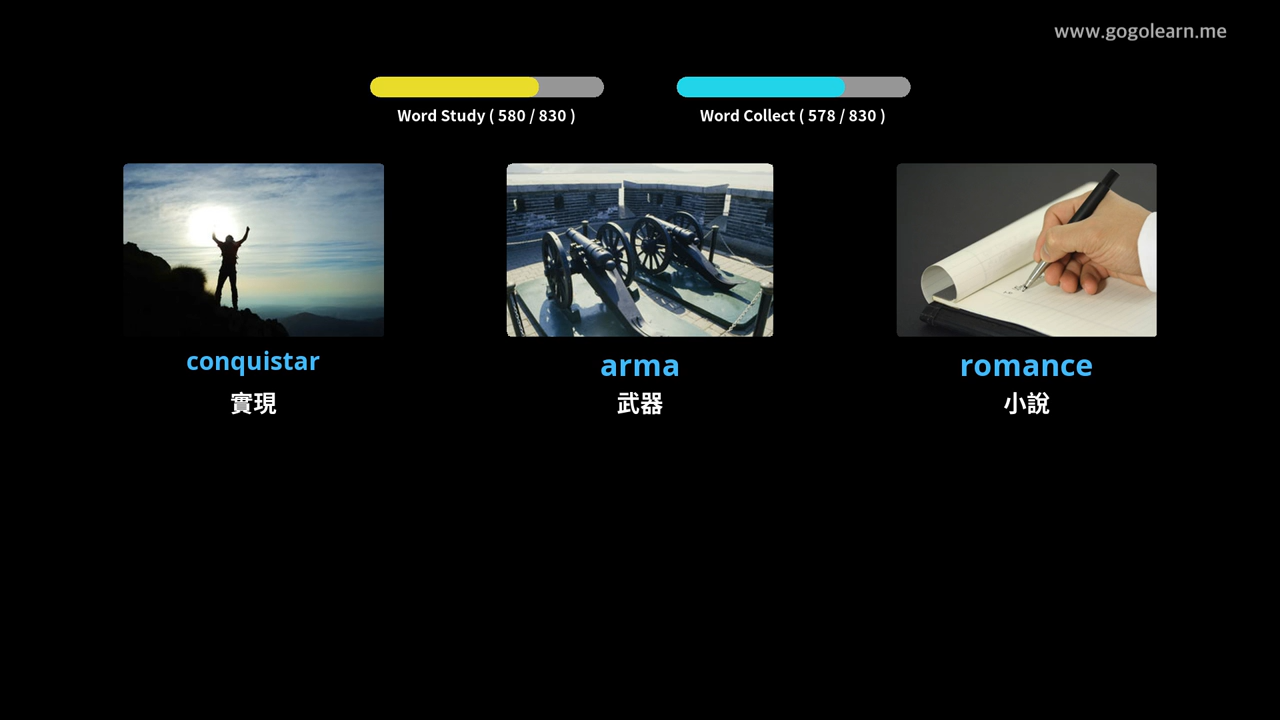 www.gogolearn.me
Word Study ( 580 / 830 )
Word Collect ( 578 / 830 )
conquistar
實現
arma
武器
romance
小說